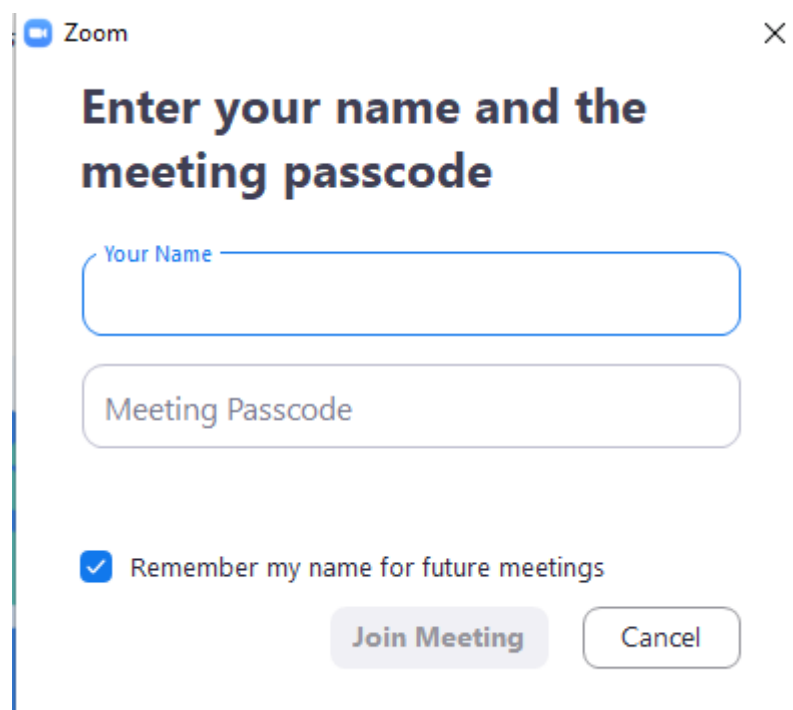 Zoom
Enter your name and the
meeting passcode
Your Name
Meeting Passcode
Remember my name for future meetings
Join Meeting Cancel